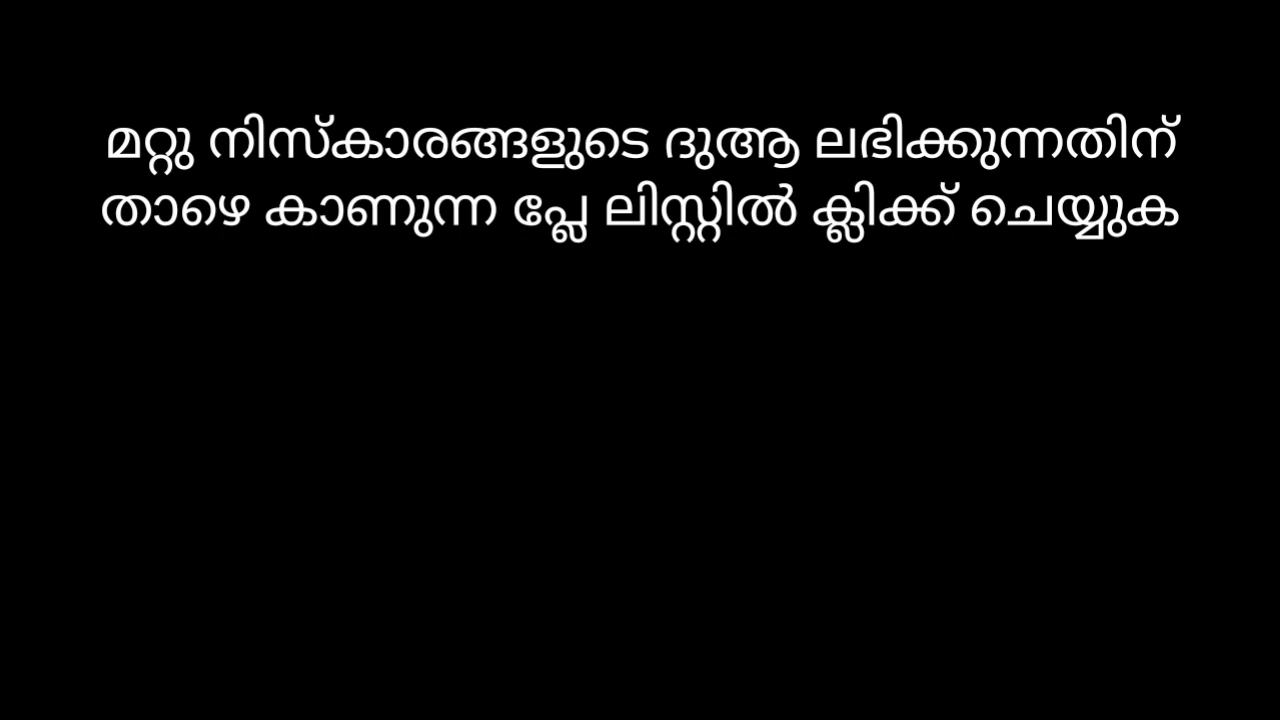 മറ്റു നിസ്കാരങ്ങളുടെ ദുആ ലഭിക്കുന്നതിന്
താഴെ കാണുന്ന പ്ലേ ലിസ്റ്റിൽ ക്ലിക്ക് ചെയ്യുക